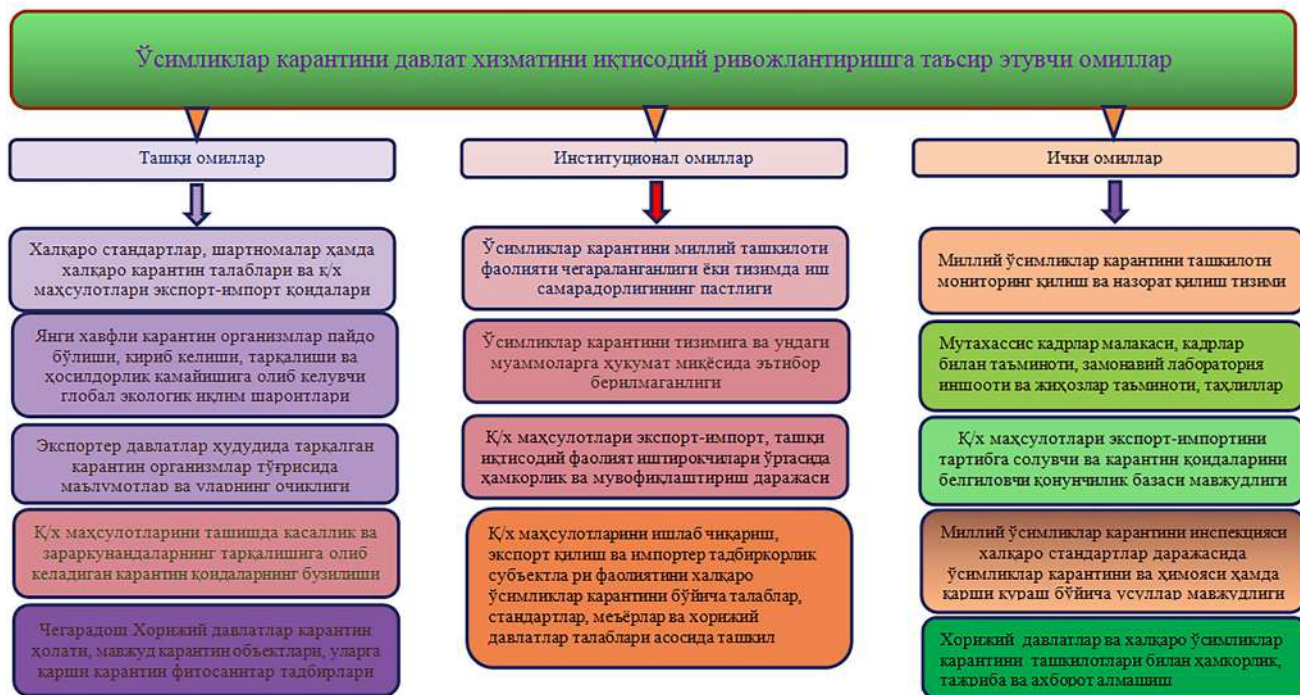 Ўсимликлар карантини давлат хизматини иқтисодий ривожлантиришга таъсир этувчи омиллар
Ташқи омиллар
Халқаро стандартлар, шартномалар ҳамда
халқаро карантин талаблари ва қ/х
маҳсулотлари экспорт-импорт қоидалари
Янги хавфли карантин организмлар пайдо
бўлиши, кириб келиши, тарқалиши ва
ҳосилдорлик камайишига олиб келувчи
глобал экологик иқлим шароитлари
Экспортер давлатлар ҳудудида тарқалган
карантин организмлар тўғрисида
маълумотлар ва уларнинг очиқлиги
Қ/х маҳсулотларини ташишда касаллик ва
зараркунандаларнинг тарқалишига олиб
келадиган карантин қоидаларнинг бузилиши
Чегарадош Хорижий давлатлар карантин
ҳолати, мавжуд карантин объектлари, уларга
қарши карантин фитосанитар тадбирлари
Институционал омиллар
Ўсимликлар карантини миллий ташкилоти
фаолияти чегараланганлиги ёки тизимда иш
самарадорлигининг пастлиги
Ўсимликлар карантини тизимига ва ундаги
муаммоларга ҳукумат миқёсида эътибор
берилмаганлиги
Қ/х маҳсулотлари экспорт-импорт, ташқи
иқтисодий фаолият иштирокчилари ўртасида
ҳамкорлик ва мувофиқлаштириш даражаси
Қ/х маҳсулотларини ишлаб чиқариш,
экспорт қилиш ва импортер тадбиркорлик
субъектла ри фаолиятини халқаро
ўсимликлар карантини бўйича талаблар,
стандартлар, меъёрлар ва хорижий
давлатлар талаблари асосида ташкил
Ички омиллар
Миллий ўсимликлар карантини ташкилоти
мониторинг қилиш ва назорат қилиш тизими
Мутахассис кадрлар малакаси, кадрлар
билан таъминоти, замонавий лаборатория
иншооти ва жиҳозлар таъминоти, таҳлиллар
Қ/х маҳсулотлари экспорт-импортини
тартибга солувчи ва карантин қоидаларини
белгиловчи қонунчилик базаси мавжудлиги
Миллий ўсимликлар карантини инспекцияси
халқаро стандартлар даражасида
ўсимликлар карантини ва ҳимояси ҳамда
қарши кураш бўйича усуллар мавжудлиги
Хорижий давлатлар ва халқаро ўсимликлар
карантини ташкилотлари билан ҳамкорлик,
тажриба ва ахборот алмашиш